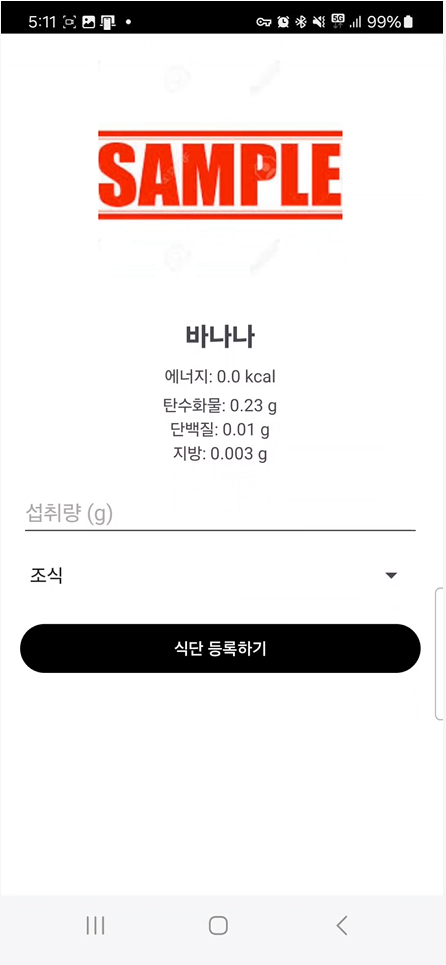 5:11
5G
99%
SAMPLE
바나나
에너지: 0.0 kcal
탄수화물: 0.23 g
단백질: 0.01 g
지방: 0.003 g
섭취량 (g)
조식
식단 등록하기